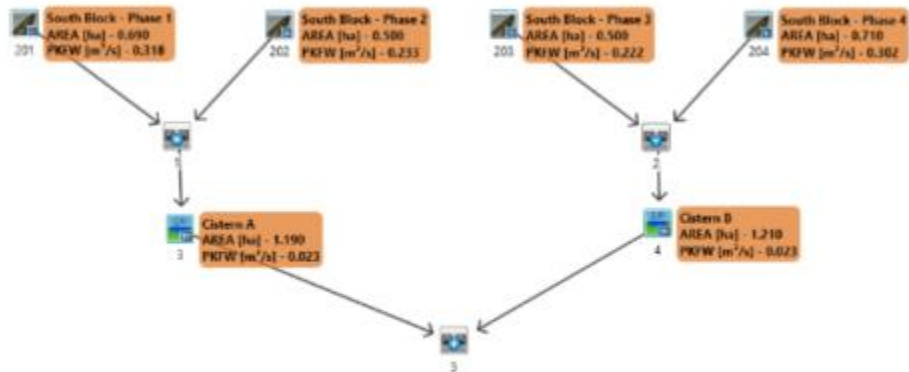 South Block - Phase 1
AREA [ha] - 0.690
PKFW [m³/s] - 0.318
201
South Block - Phase 2
AREA [ha] - 0.500
PKFW [m³/s] - 0.233
202
South Block - Phase 3
AREA [ha] - 0.500
PKFW [m³/s] - 0.222
203
South Block - Phase 4
AREA [ha] - 0.710
PKFW [m³/s] - 0.302
204
1
2
Cistern A
AREA [ha] - 1.190
PKFW [m³/s] - 0.023
3
Cistern B
AREA [ha] - 1.210
PKFW [m³/s] - 0.023
4